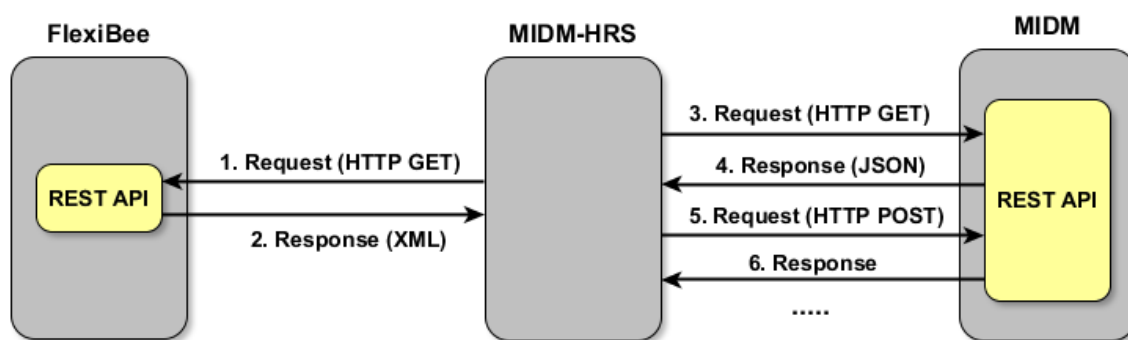 FlexiBee
MIDM-HRS
MIDM
1. Request (HTTP GET)
REST API
2. Response (XML)
3. Request (HTTP GET)
4. Response (JSON)
5. Request (HTTP POST)
6. Response
.....
REST API